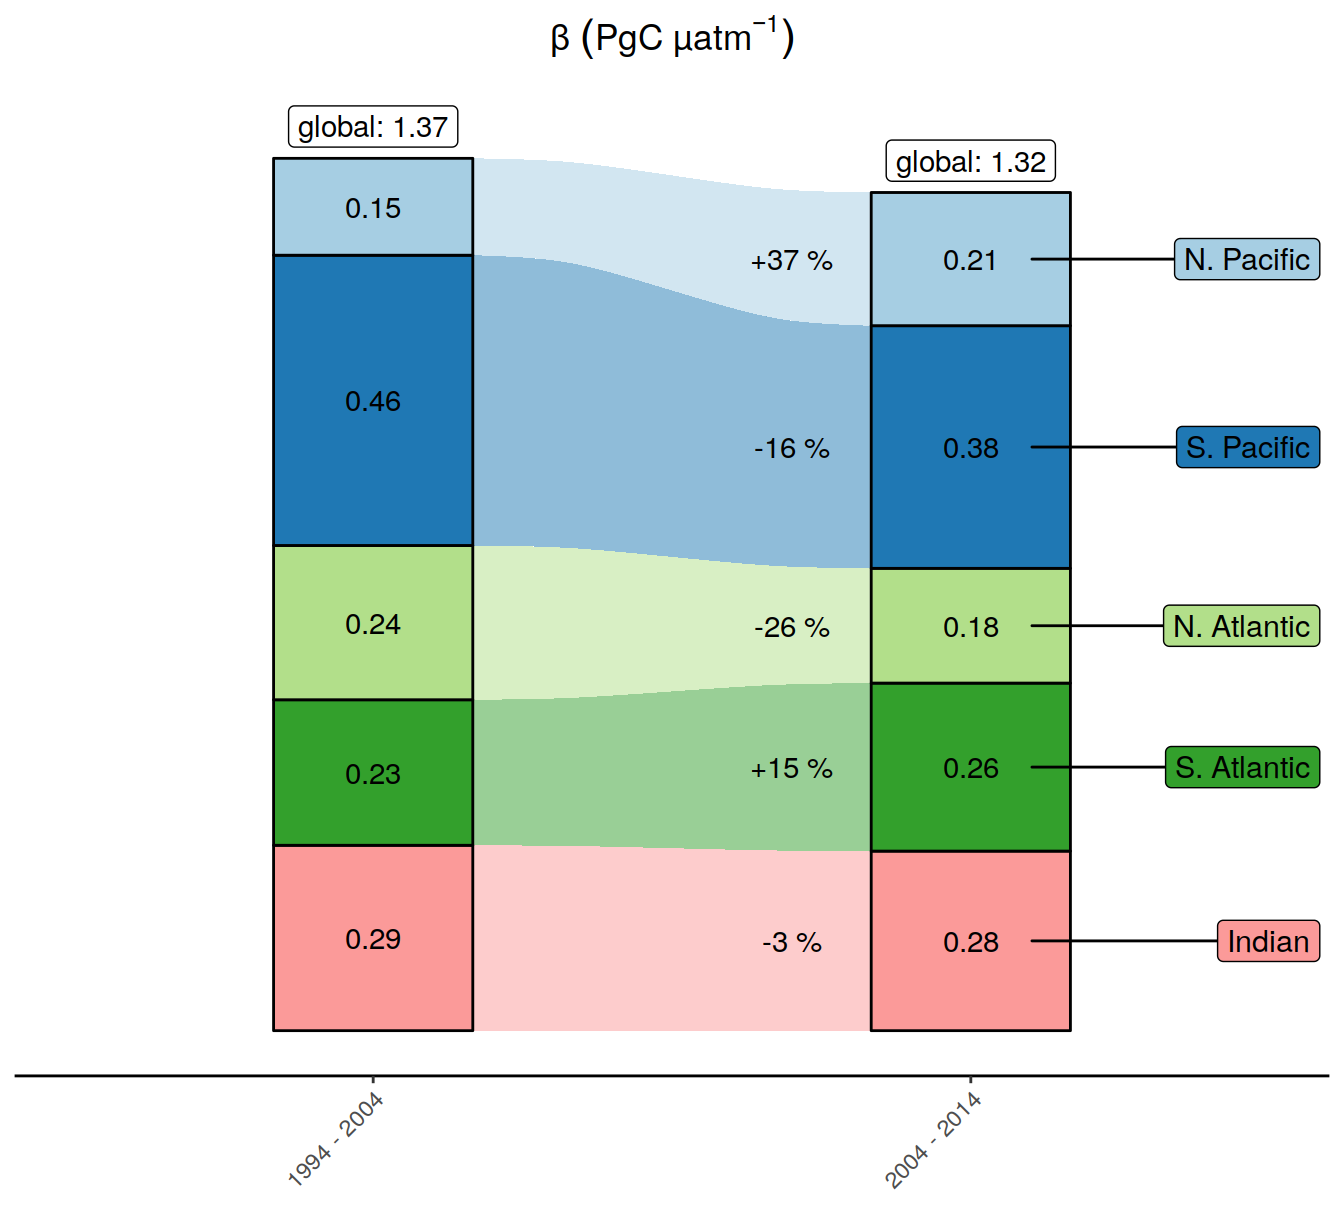 β (PgC µatm⁻¹)
global: 1.37
global: 1.32
0.15
+37 %
0.21
N. Pacific
0.46
-16 %
0.38
S. Pacific
0.24
-26 %
0.18
N. Atlantic
0.23
+15 %
0.26
S. Atlantic
0.29
-3 %
0.28
Indian
1994 - 2004
2004 - 2014